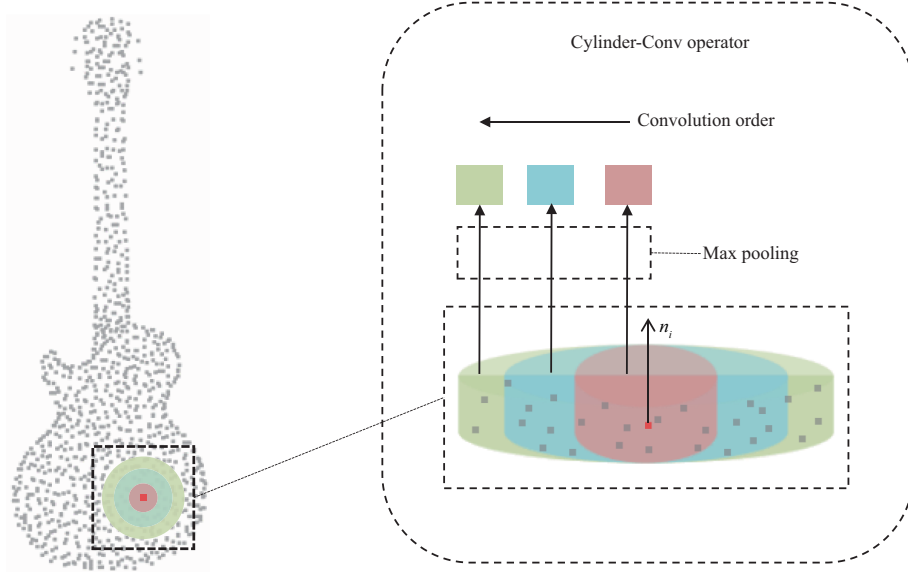 Cylinder-Conv operator
Convolution order
Max pooling
n_i